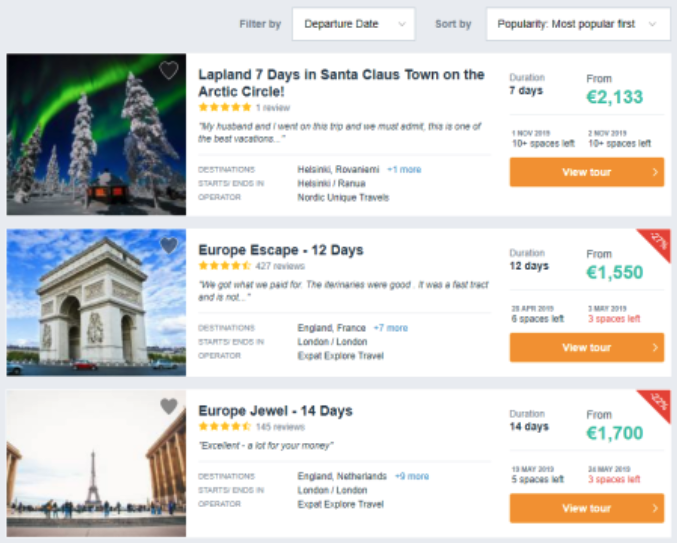 Filter by Departure Date Sort by Popularity: Most popular first
Lapland 7 Days in Santa Claus Town on the
Arctic Circle!
1 review
"My husband and I went on this trip and we must admit, this is one of
the best vacations..."
DESTINATIONS Helsinki, Rovaniemi +1 more
STARTS/ ENDS IN Helsinki / Ranua
OPERATOR Nordic Unique Travels
Duration From
7 days €2,133
1 NOV 2019 2 NOV 2019
10+ spaces left 10+ spaces left
View tour
Europe Escape - 12 Days
427 reviews
"We got what we paid for. The iterinaries were good . It was a fast tract
and is not..."
DESTINATIONS England, France +7 more
STARTS/ ENDS IN London / London
OPERATOR Expat Explore Travel
-27%
Duration From
12 days €1,550
28 APR 2019 3 MAY 2019
6 spaces left 3 spaces left
View tour
Europe Jewel - 14 Days
145 reviews
"Excellent - a lot for your money"
DESTINATIONS England, Netherlands +9 more
STARTS/ ENDS IN London / London
OPERATOR Expat Explore Travel
-22%
Duration From
14 days €1,700
19 MAY 2019 24 MAY 2019
5 spaces left 3 spaces left
View tour